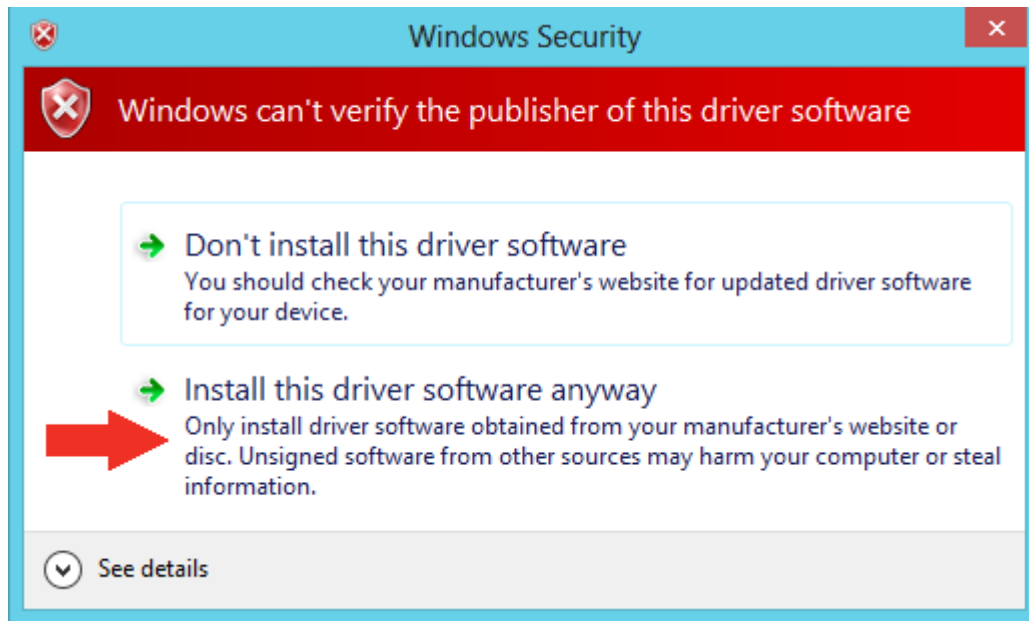 Windows Security
Windows can't verify the publisher of this driver software
Don't install this driver software
You should check your manufacturer's website for updated driver software
for your device.
Install this driver software anyway
Only install driver software obtained from your manufacturer's website or
disc. Unsigned software from other sources may harm your computer or steal
information.
See details